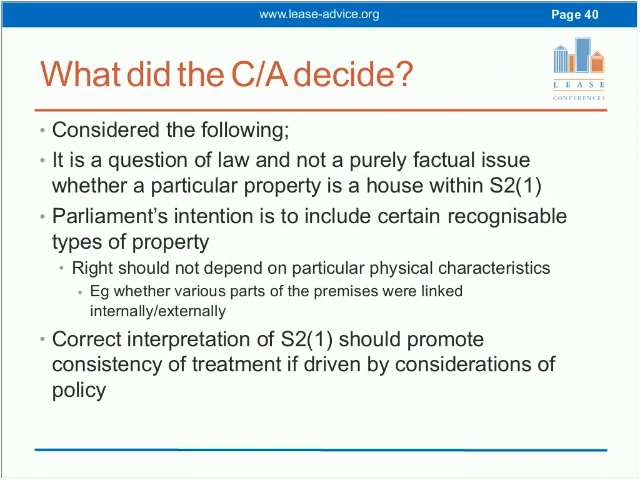 www.lease-advice.org
Page 40
What did the C/A decide?
L E A S E
CONFERENCES
• Considered the following;
• It is a question of law and not a purely factual issue
whether a particular property is a house within S2(1)
• Parliament’s intention is to include certain recognisable
types of property
• Right should not depend on particular physical characteristics
• Eg whether various parts of the premises were linked
internally/externally
• Correct interpretation of S2(1) should promote
consistency of treatment if driven by considerations of
policy